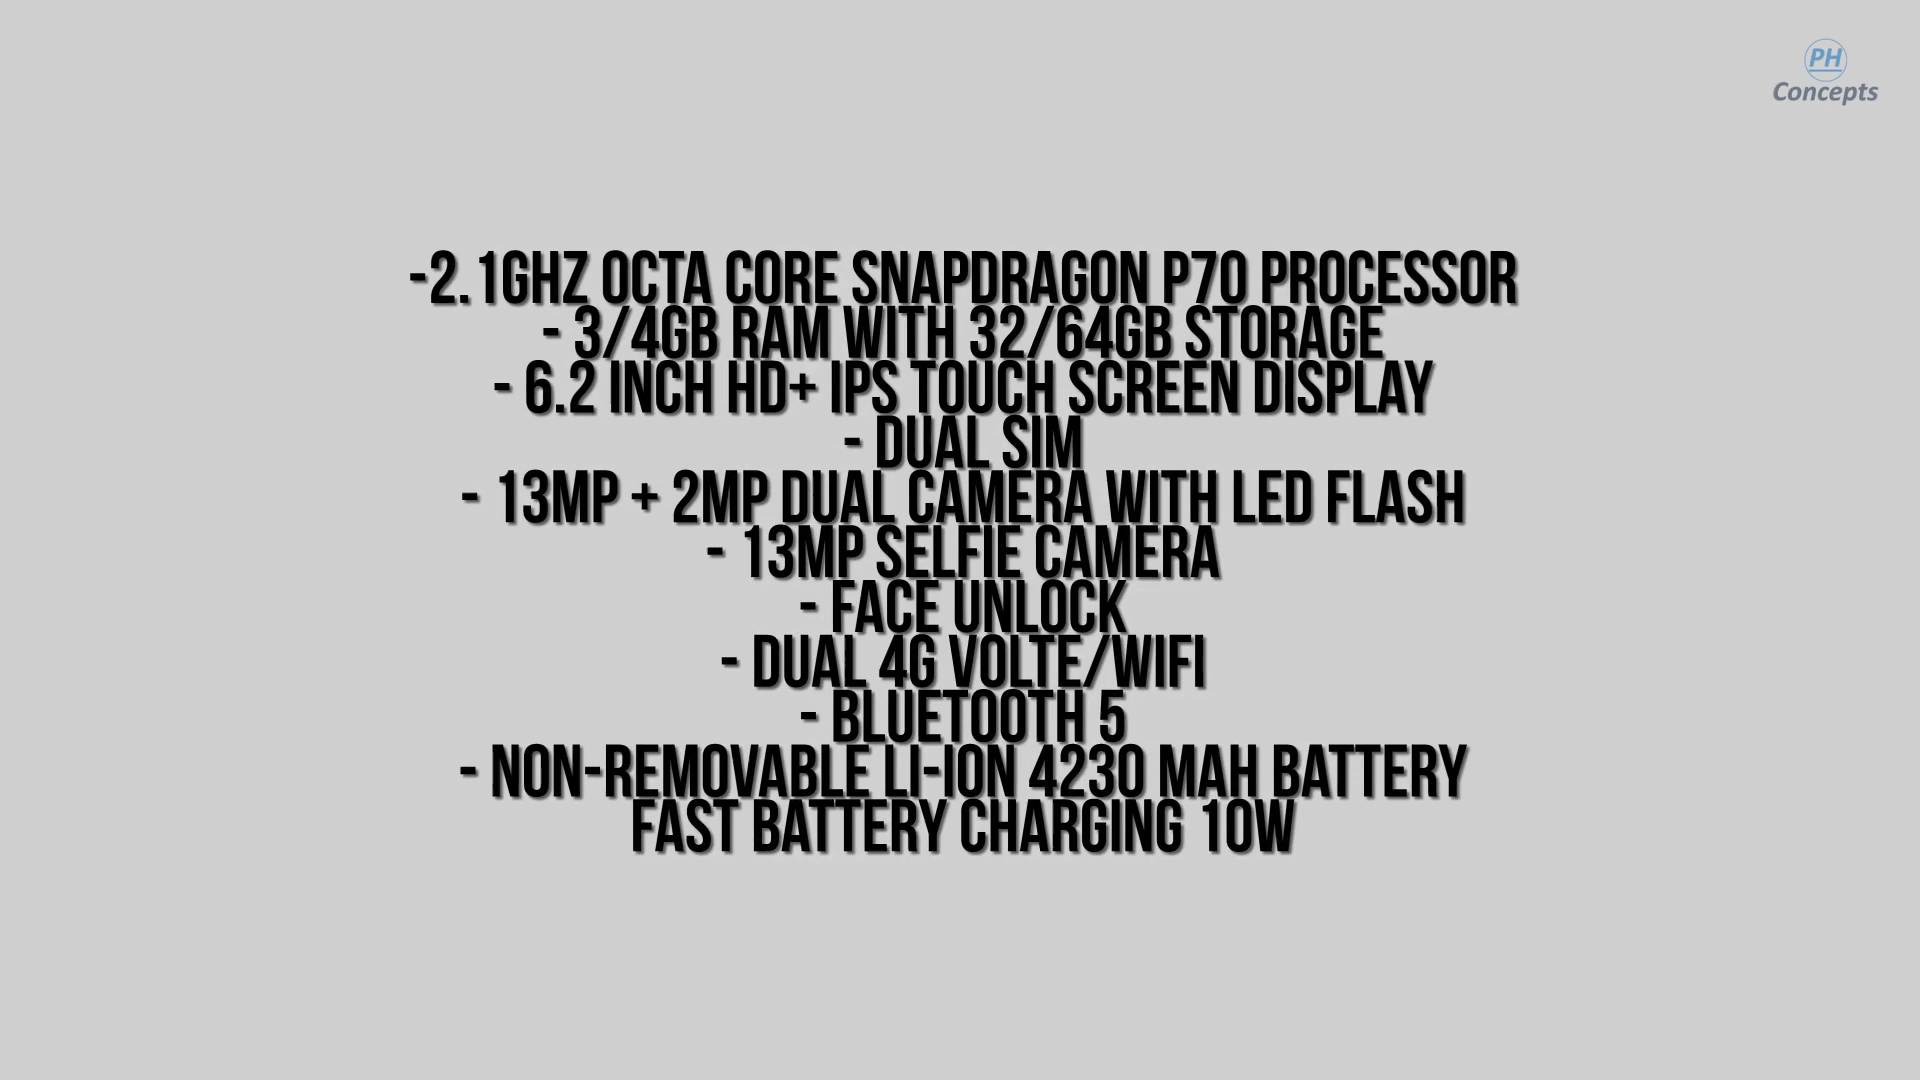 PH
Concepts
-2.1GHZ OCTA CORE SNAPDRAGON P70 PROCESSOR
- 3/4GB RAM WITH 32/64GB STORAGE
- 6.2 INCH HD+ IPS TOUCH SCREEN DISPLAY
- DUAL SIM
- 13MP + 2MP DUAL CAMERA WITH LED FLASH
- 13MP SELFIE CAMERA
- FACE UNLOCK
- DUAL 4G VOLTE/WIFI
- BLUETOOTH 5
- NON-REMOVABLE LI-ION 4230 MAH BATTERY
FAST BATTERY CHARGING 10W